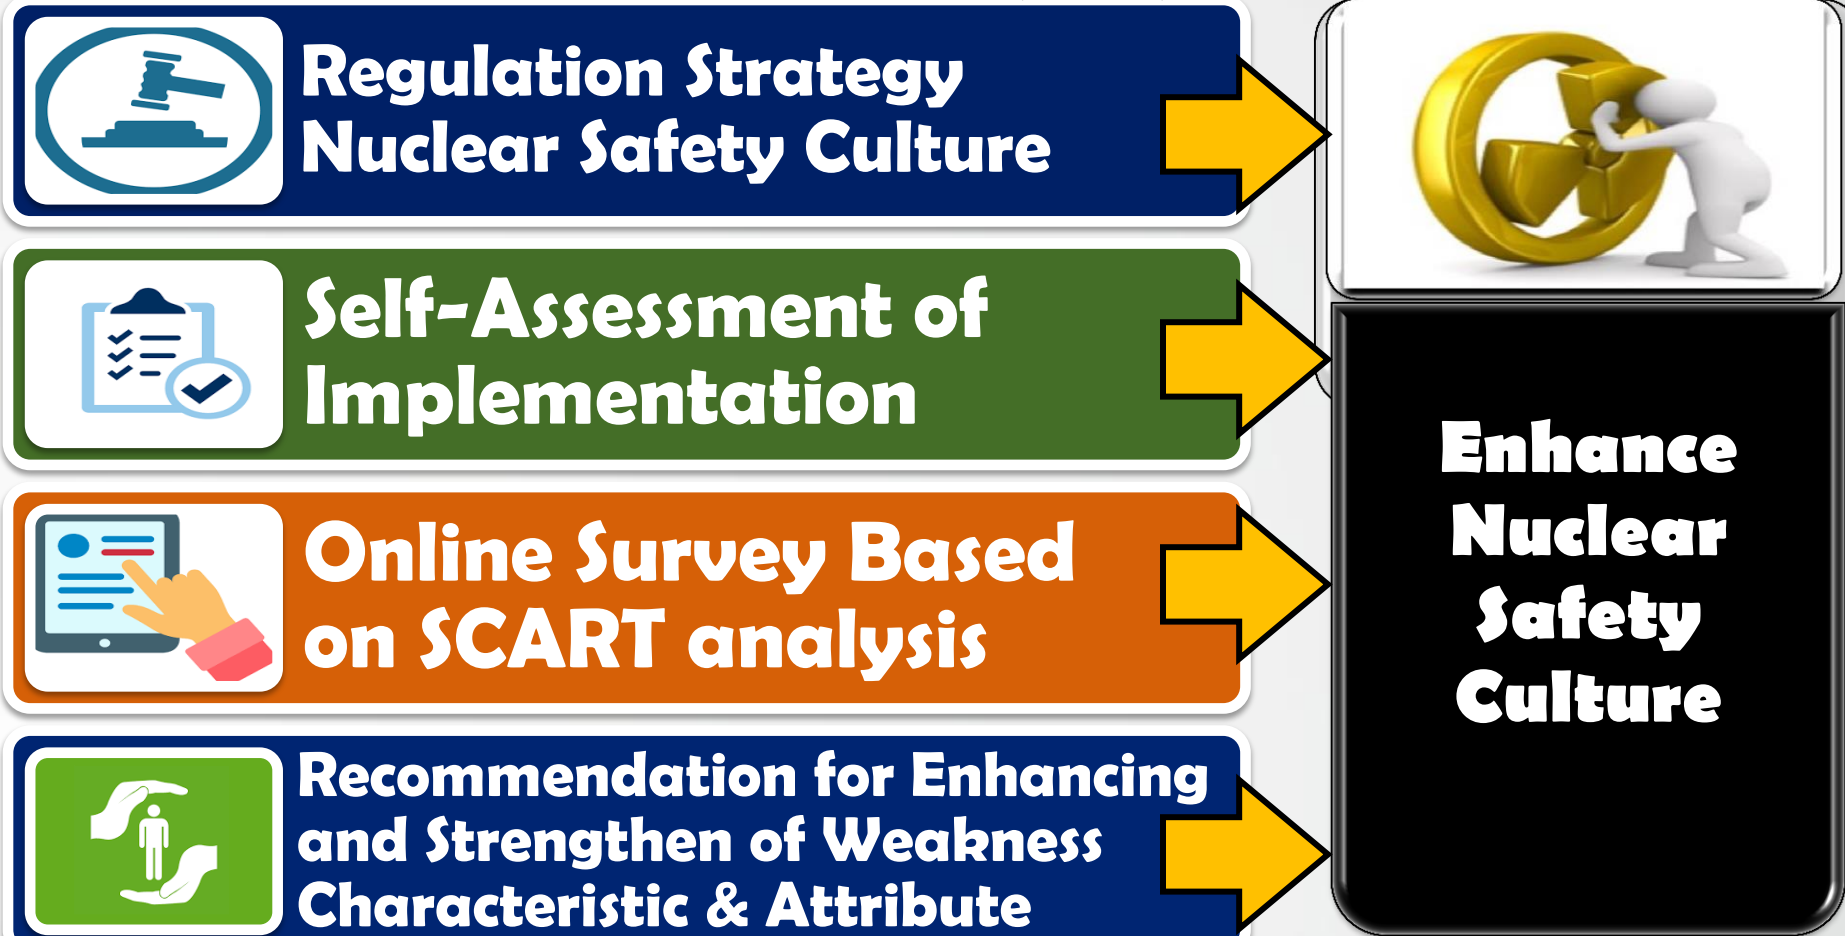 Regulation Strategy
Nuclear Safety Culture
Self-Assessment of
Implementation
Online Survey Based
on SCART analysis
Recommendation for Enhancing
and Strengthen of Weakness
Characteristic & Attribute
Enhance
Nuclear
Safety
Culture